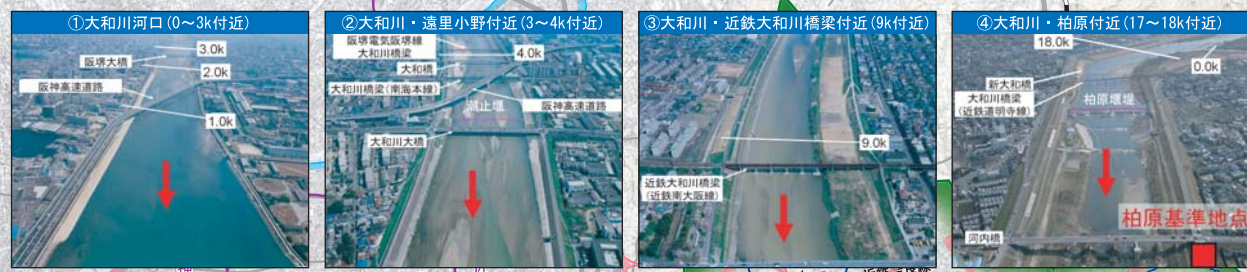 ①大和川河口(0～3k付近)
3.0k
阪堺大橋
2.0k
阪神高速道路
1.0k
②大和川・遠里小野付近(3～4k付近)
阪堺電気阪堺線
大和川橋梁
4.0k
大和橋
大和川橋梁(南海本線)
阪神高速道路
潮止堰
大和川大橋
③大和川・近鉄大和川橋梁付近(9k付近)
9.0k
近鉄大和川橋梁
(近鉄南大阪線)
④大和川・柏原付近(17～18k付近)
18.0k
0.0k
新大和橋
大和川橋梁
(近鉄道明寺線)
柏原堰堤
柏原基準地点
河内橋